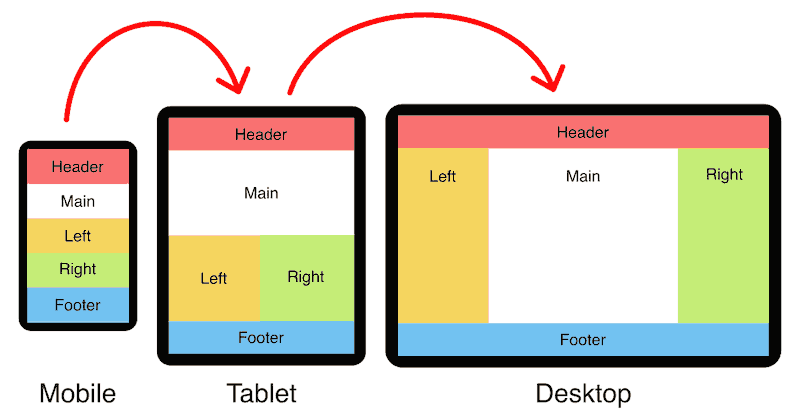 Header
Main
Left
Right
Footer
Mobile
Header
Main
Left
Right
Footer
Tablet
Header
Left
Main
Right
Footer
Desktop